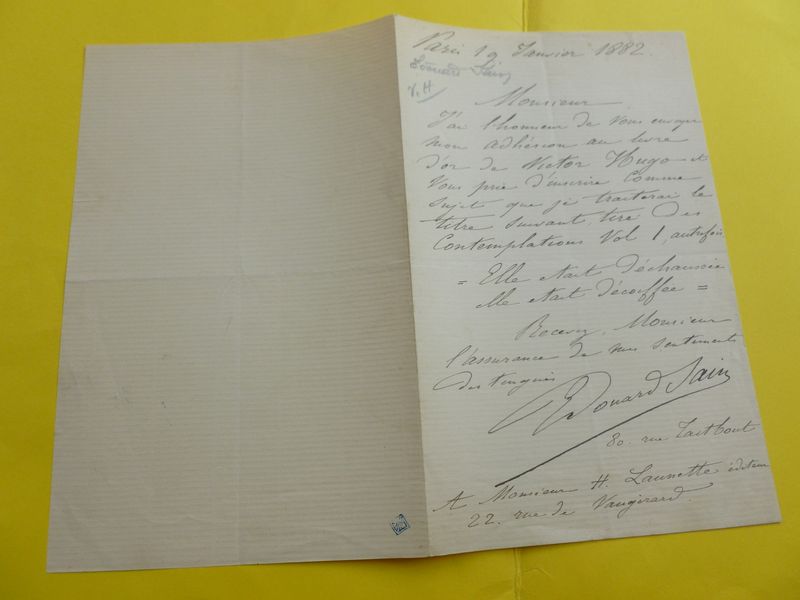 Paris 19 Janvier 1882.
Edouard Sain
V. H
Monsieur
J'ai l'honneur de vous envoyer
mon adhésion au livre
d'or de Victor Hugo et
Vous prie d'inscrire comme
sujet que je traiterai le
titre suivant, tiré des
Contemplations Vol 1, autrefois
= Elle était déchaussée
elle était décoiffée =
Recevez, Monsieur
l'assurance de mes sentiments
distingués
Edouard Sain
80. rue Taitbout
A Monsieur H. Launette éditeur
22. rue de Vaugirard.